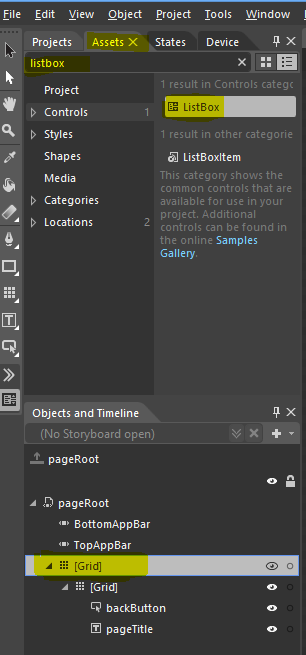 File Edit View Object Project Tools Window
Projects Assets States Device
listbox
Project
Controls 1
Styles
Shapes
Media
Categories
Locations 2
1 result in Controls catego
ListBox
1 result in other categorie
ListBoxItem
This category shows the
common controls that are
available for use in your
project. Additional
controls can be found in
the online Samples
Gallery.
Objects and Timeline
(No Storyboard open)
pageRoot
pageRoot
BottomAppBar
TopAppBar
[Grid]
[Grid]
backButton
pageTitle